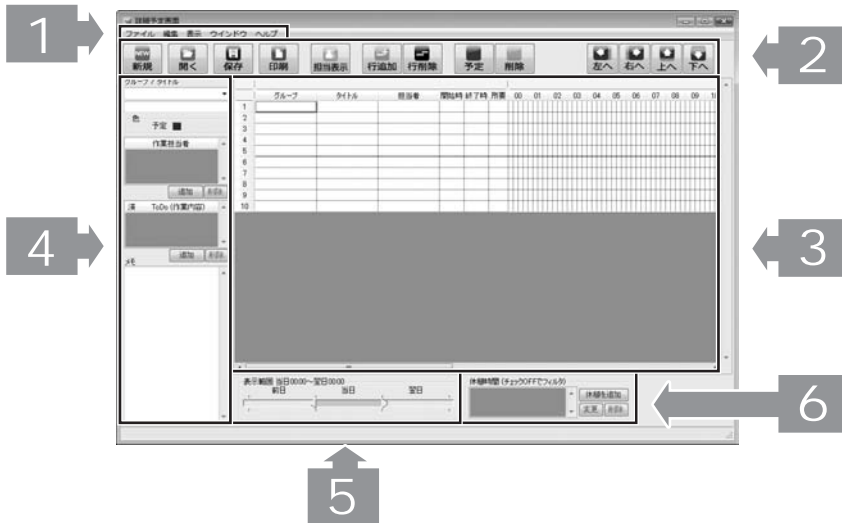 詳細予定画面
1
ファイル 編集 表示 ウインドウ ヘルプ
2
新規 開く 保存 印刷 担当表示 行追加 行削除 予定 削除 左へ 右へ 上へ 下へ
グループ / タイトル
グループ タイトル 担当者 開始時 終了時 所要 00 01 02 03 04 05 06 07 08 09 10
1
2
3
4
5
6
7
8
9
10
色
予定
作業担当者
追加 削除
済 ToDo (作業内容)
追加 削除
メモ
4
3
表示範囲 当日00:00～翌日00:00
前日 当日 翌日
休憩時間 (チェックOFFでフィルタ)
休憩を追加
変更 削除
6
5